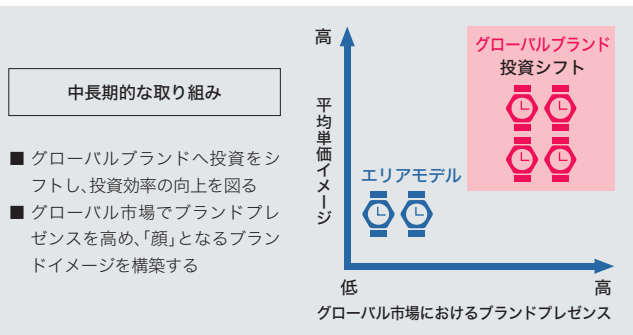 中長期的な取り組み
■ グローバルブランドへ投資をシ
フトし、投資効率の向上を図る
■ グローバル市場でブランドプレ
ゼンスを高め、「顔」となるブラン
ドイメージを構築する
高
平均単価イメージ
グローバルブランド
投資シフト
エリアモデル
低
高
グローバル市場におけるブランドプレゼンス